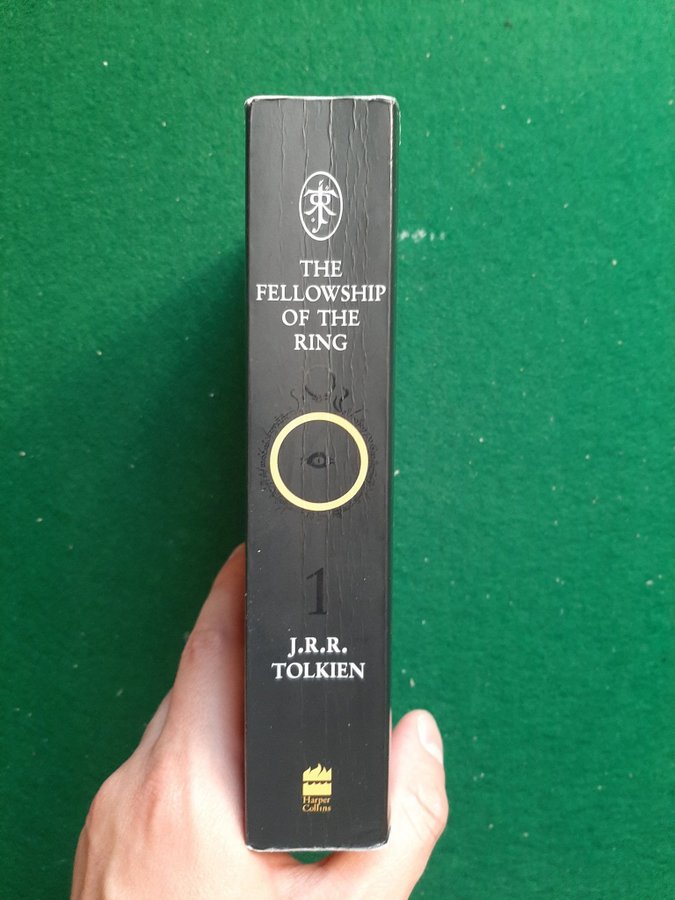 THE
FELLOWSHIP
OF THE
RING
1
J.R.R.
TOLKIEN
Harper
Collins